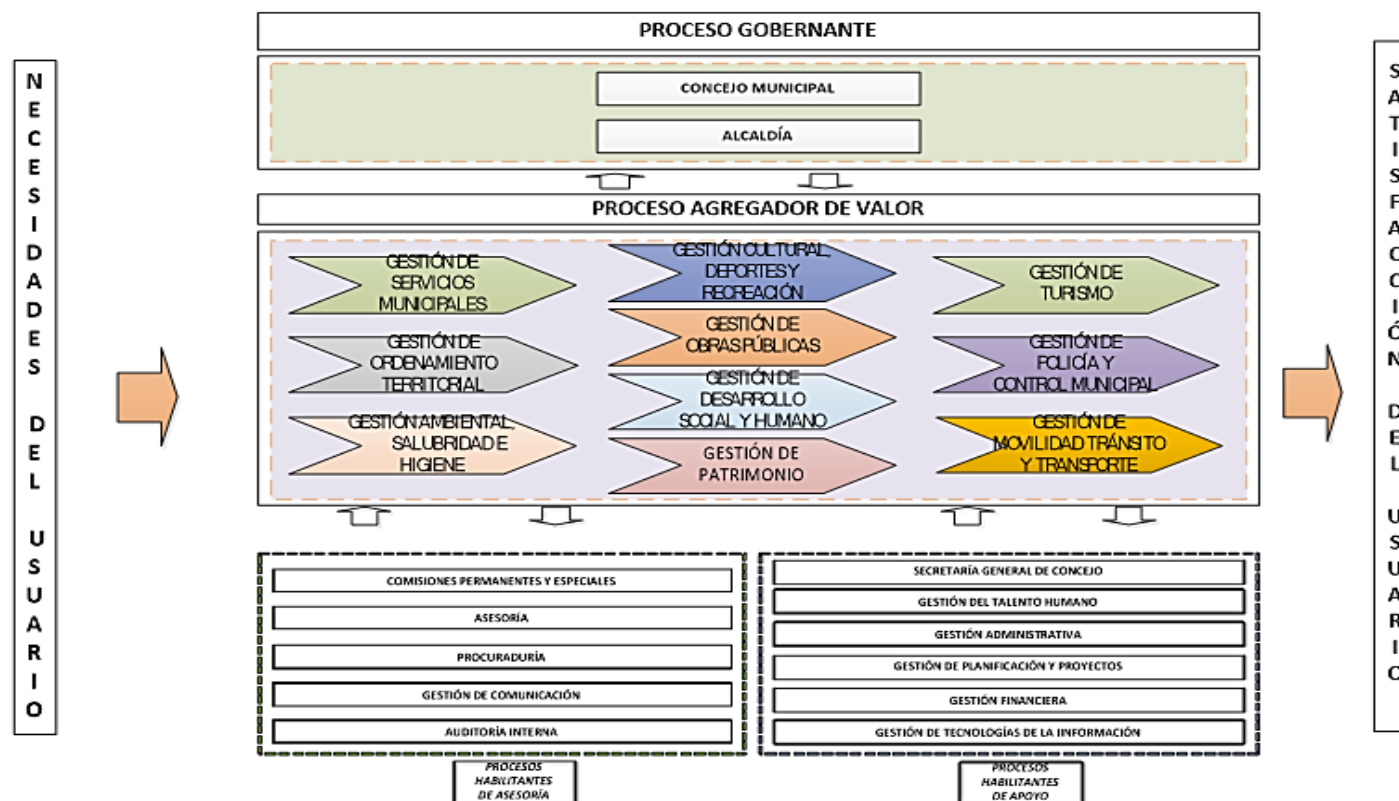 NECESIDADES DEL USUARIO
PROCESO GOBERNANTE
CONCEJO MUNICIPAL
ALCALDÍA
PROCESO AGREGADOR DE VALOR
GESTIÓN DE
SERVICIOS
MUNICIPALES
GESTIÓN DE
ORDENAMIENTO
TERRITORIAL
GESTIÓN AMBIENTAL,
SALUBRIDAD E
HIGIENE
GESTIÓN CULTURAL,
DEPORTES Y
RECREACIÓN
GESTIÓN DE
OBRAS PÚBLICAS
GESTIÓN DE
DESARROLLO
SOCIAL Y HUMANO
GESTIÓN DE
PATRIMONIO
GESTIÓN DE
TURISMO
GESTIÓN DE
POLICÍA Y
CONTROL MUNICIPAL
GESTIÓN DE
MOVILIDAD TRÁNSITO
Y TRANSPORTE
COMISIONES PERMANENTES Y ESPECIALES
ASESORÍA
PROCURADURÍA
GESTIÓN DE COMUNICACIÓN
AUDITORÍA INTERNA
PROCESOS
HABILITANTES
DE ASESORÍA
SECRETARÍA GENERAL DE CONCEJO
GESTIÓN DEL TALENTO HUMANO
GESTIÓN ADMINISTRATIVA
GESTIÓN DE PLANIFICACIÓN Y PROYECTOS
GESTIÓN FINANCIERA
GESTIÓN DE TECNOLOGÍAS DE LA IINFORMACIÓN
PROCESOS
HABILITANTES
DE APOYO
SATISFACCIÓN DEL USUARIO